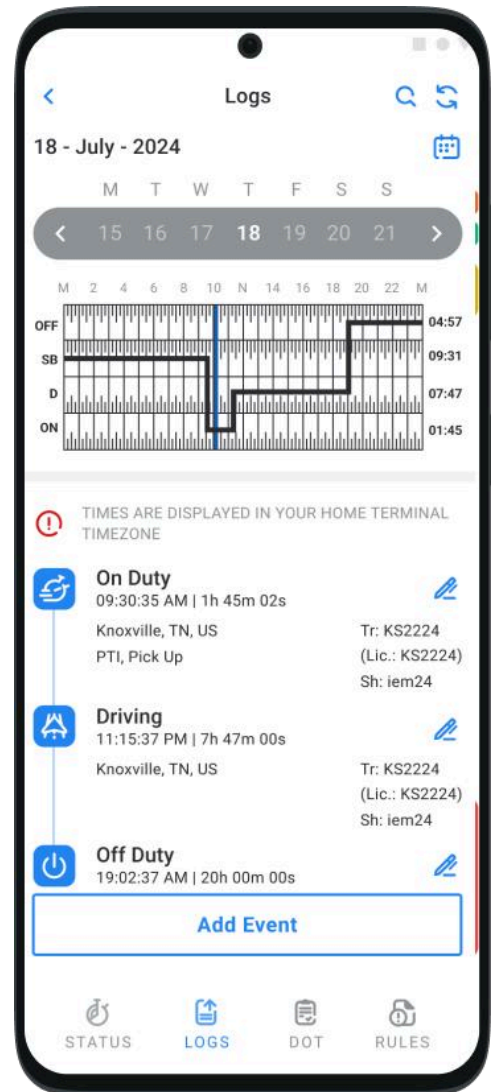 Logs
18 - July - 2024
M T W T F S S
15 16 17 18 19 20 21
M 2 4 6 8 10 N 14 16 18 20 22 M
OFF 04:57
SB 09:31
D 07:47
ON 01:45
TIMES ARE DISPLAYED IN YOUR HOME TERMINAL
TIMEZONE
On Duty
09:30:35 AM | 1h 45m 02s
Knoxville, TN, US Tr: KS2224
PTI, Pick Up (Lic.: KS2224)
Sh: iem24
Driving
11:15:37 PM | 7h 47m 00s
Knoxville, TN, US Tr: KS2224
(Lic.: KS2224)
Sh: iem24
Off Duty
19:02:37 AM | 20h 00m 00s
Add Event
STATUS LOGS DOT RULES